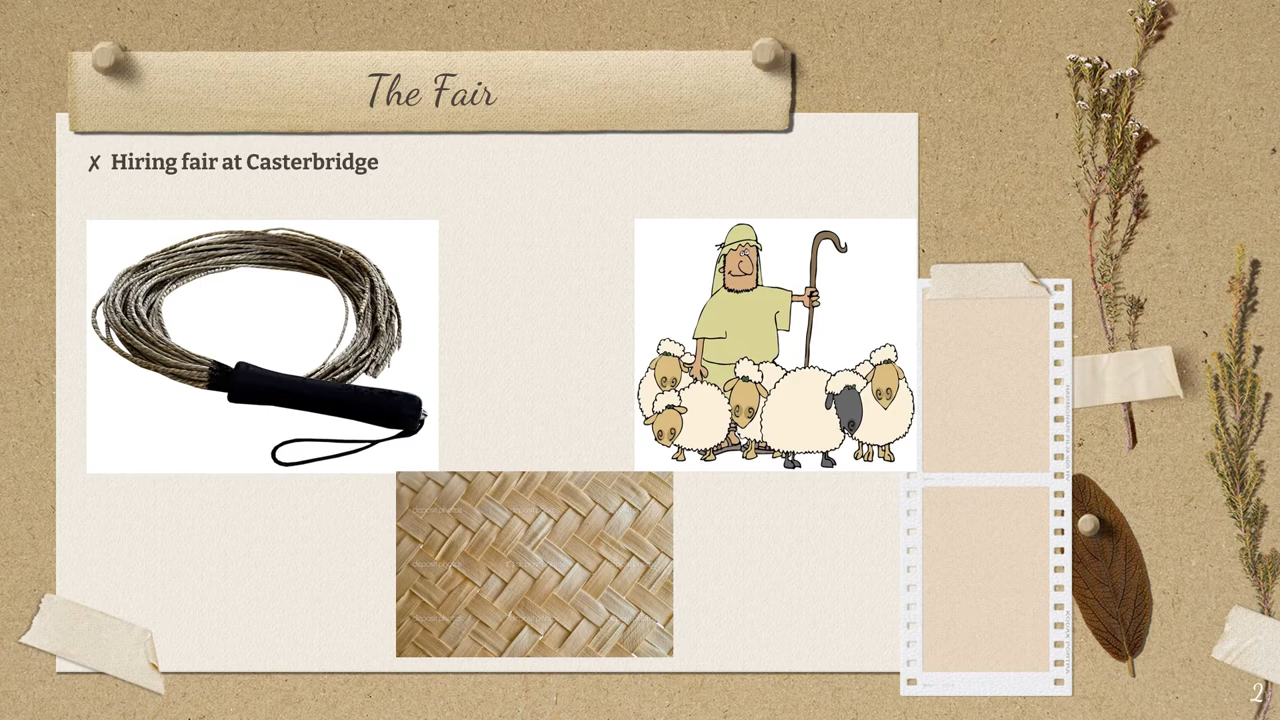 The Fair
✗ Hiring fair at Casterbridge
2